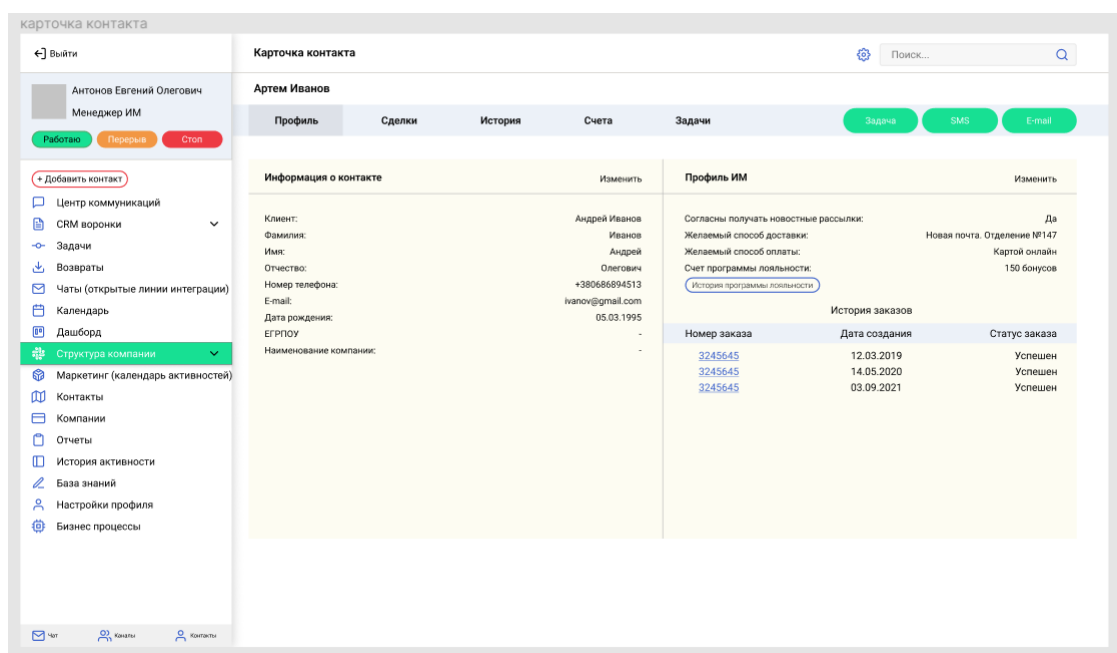 карточка контакта
Выйти
Карточка контакта
Поиск...
Антонов Евгений Олегович
Менеджер ИМ
Работаю Перерыв Стоп
Артем Иванов
Профиль Сделки История Счета Задачи
Задача SMS E-mail
+ Добавить контакт
Центр коммуникаций
CRM воронки
Задачи
Возвраты
Чаты (открытые линии интеграции)
Календарь
Дашборд
Структура компании
Маркетинг (календарь активностей)
Контакты
Компании
Отчеты
История активности
База знаний
Настройки профиля
Бизнес процессы
Чат Каналы Контакты
Информация о контакте Изменить
Клиент: Андрей Иванов
Фамилия: Иванов
Имя: Андрей
Отчество: Олегович
Номер телефона: +380686894513
E-mail: ivanov@gmail.com
Дата рождения: 05.03.1995
ЕГРПОУ -
Наименование компании: -
Профиль ИМ Изменить
Согласны получать новостные рассылки: Да
Желаемый способ доставки: Новая почта. Отделение №147
Желаемый способ оплаты: Картой онлайн
Счет программы лояльности: 150 бонусов
История программы лояльности
История заказов
Номер заказа Дата создания Статус заказа
3245645 12.03.2019 Успешен
3245645 14.05.2020 Успешен
3245645 03.09.2021 Успешен